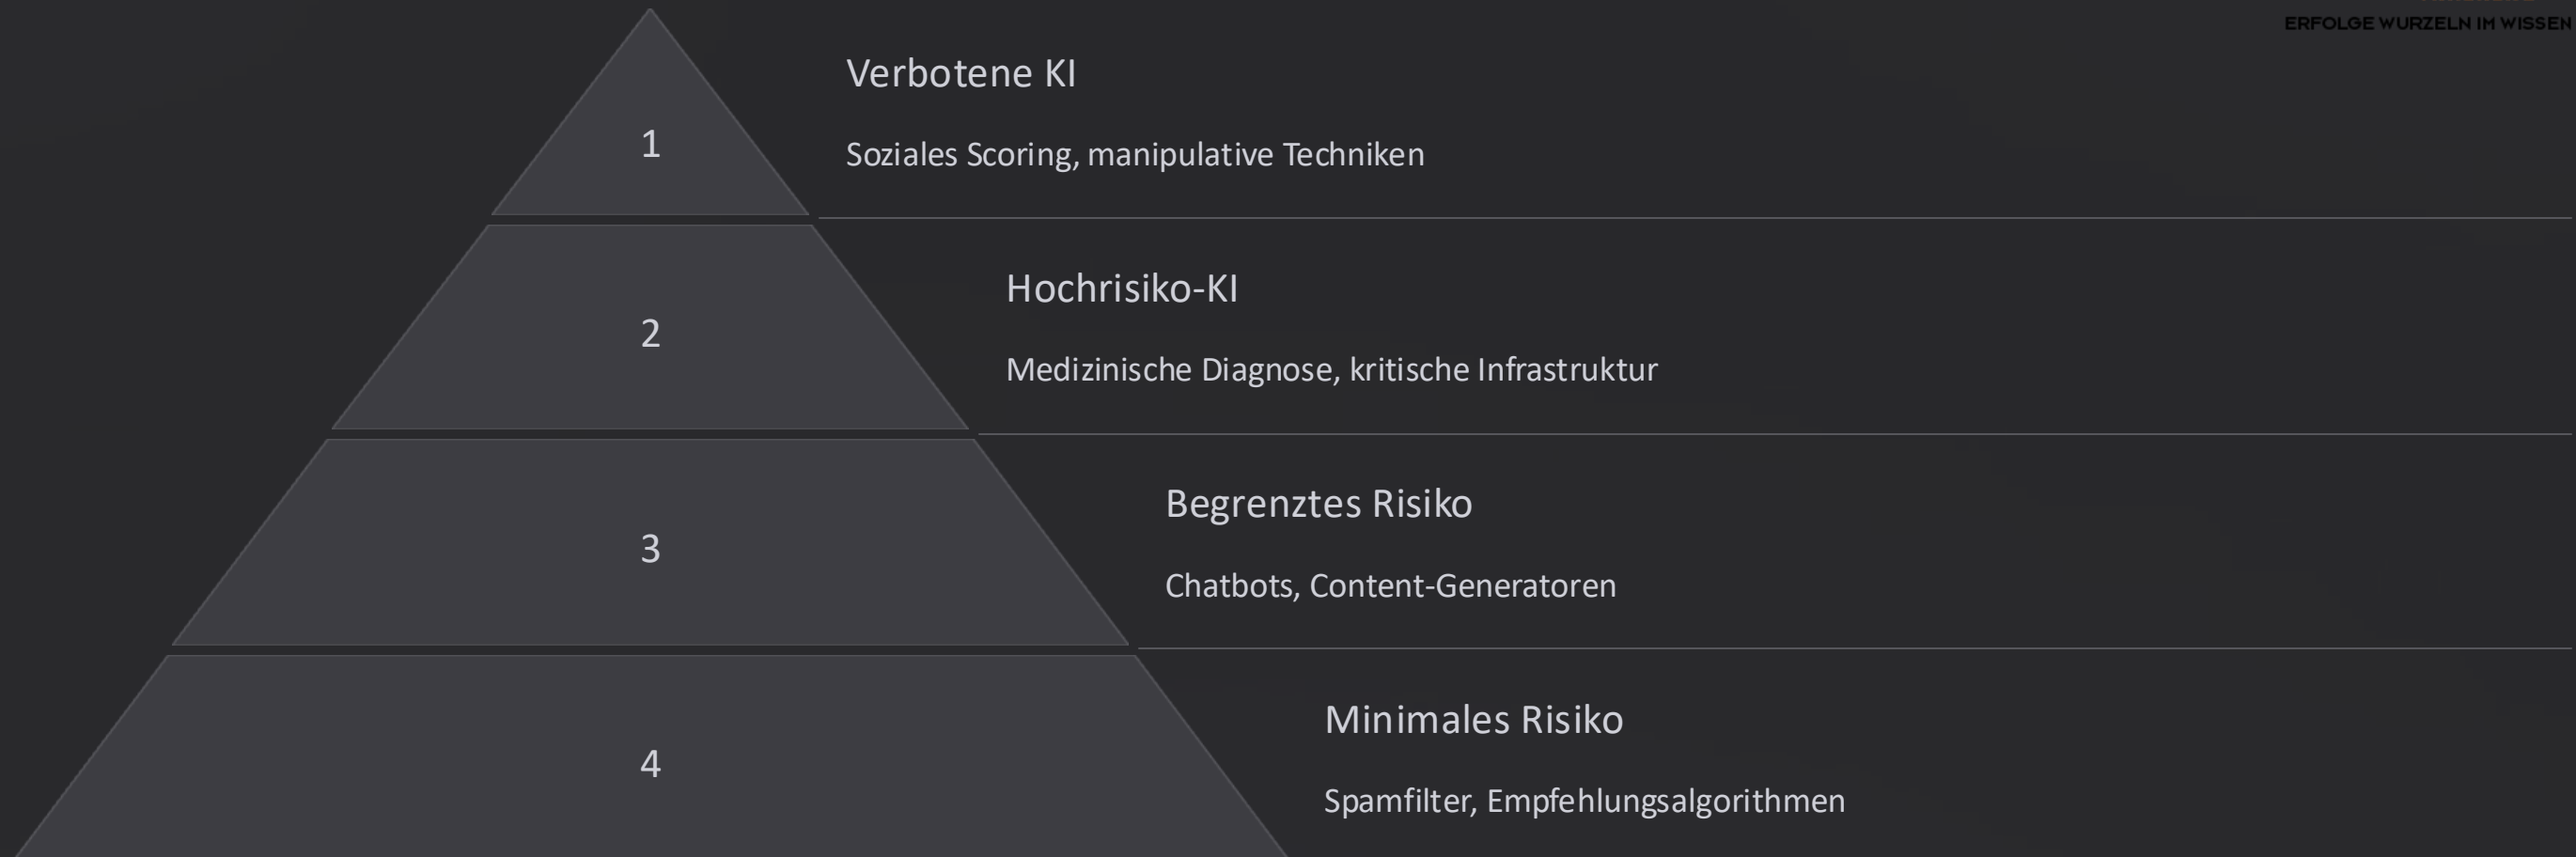 ERFOLGE WURZELN IM WISSEN
1
Verbotene KI
Soziales Scoring, manipulative Techniken
2
Hochrisiko-KI
Medizinische Diagnose, kritische Infrastruktur
3
Begrenztes Risiko
Chatbots, Content-Generatoren
4
Minimales Risiko
Spamfilter, Empfehlungsalgorithmen